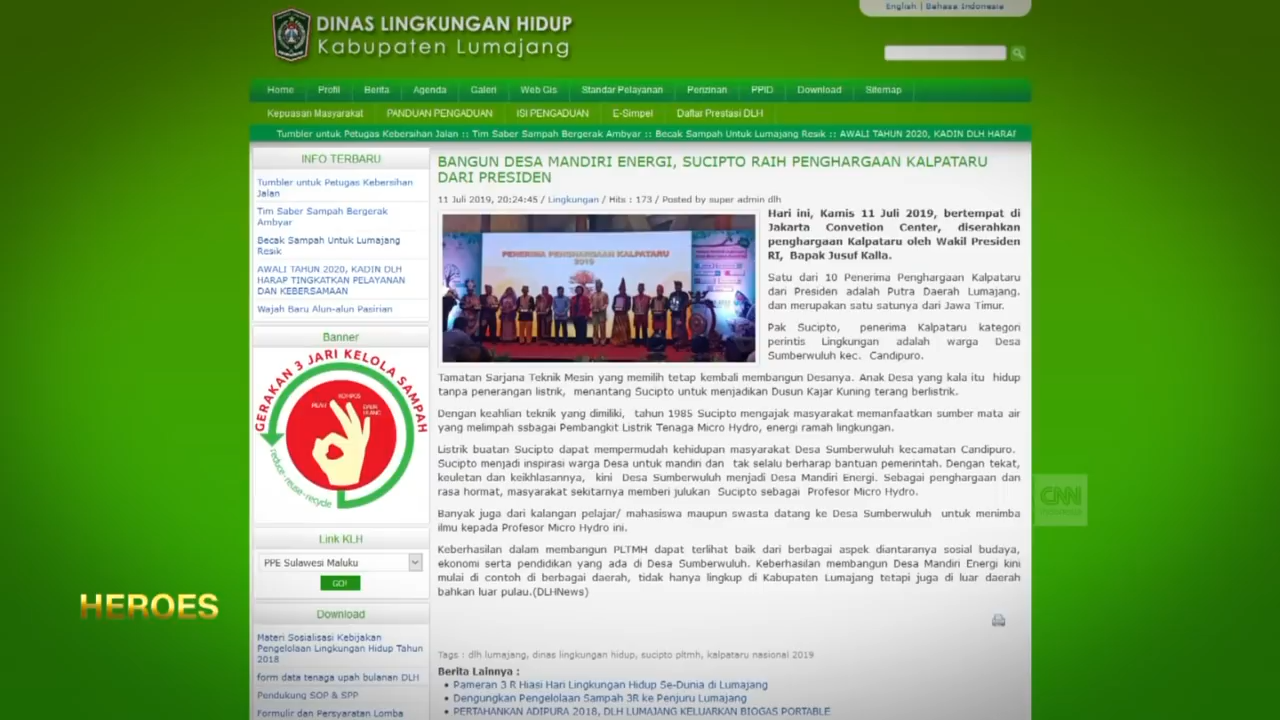 English | Bahasa Indonesia
DINAS LINGKUNGAN HIDUP
Kabupaten Lumajang
Home Profil Berita Agenda Galeri Web Gis Standar Pelayanan Perizinan PPID Download Sitemap
Kepuasan Masyarakat PANDUAN PENGADUAN ISI PENGADUAN E-Simpel Daftar Prestasi DLH
Tumbler untuk Petugas Kebersihan Jalan :: Tim Saber Sampah Bergerak Ambyar :: Becak Sampah Untuk Lumajang Resik :: AWALI TAHUN 2020, KADIN DLH HARAP
INFO TERBARU
Tumbler untuk Petugas Kebersihan
Jalan
Tim Saber Sampah Bergerak
Ambyar
Becak Sampah Untuk Lumajang
Resik
AWALI TAHUN 2020, KADIN DLH
HARAP TINGKATKAN PELAYANAN
DAN KEBERSAMAAN
Wajah Baru Alun-alun Pasirian
Banner
GERAKAN 3 JARI KELOLA SAMPAH
PILAH
KOMPOS
DAUR
ULANG
reduce-reuse-recycle
Link KLH
PPE Sulawesi Maluku
GO!
Download
Materi Sosialisasi Kebijakan
Pengelolaan Lingkungan Hidup Tahun
2018
form data tenaga upah bulanan DLH
Pendukung SOP & SPP
Formulir dan Persyaratan Lomba
BANGUN DESA MANDIRI ENERGI, SUCIPTO RAIH PENGHARGAAN KALPATARU
DARI PRESIDEN
11 Juli 2019, 20:24:45 / Lingkungan / Hits : 173 / Posted by super admin dlh
PENERIMA PENGHARGAAN KALPATARU
2019
Hari ini, Kamis 11 Juli 2019, bertempat di
Jakarta Convetion Center, diserahkan
penghargaan Kalpataru oleh Wakil Presiden
RI, Bapak Jusuf Kalla.
Satu dari 10 Penerima Penghargaan Kalpataru
dari Presiden adalah Putra Daerah Lumajang.
dan merupakan satu satunya dari Jawa Timur.
Pak Sucipto, penerima Kalpataru kategori
perintis Lingkungan adalah warga Desa
Sumberwuluh kec. Candipuro.
Tamatan Sarjana Teknik Mesin yang memilih tetap kembali membangun Desanya. Anak Desa yang kala itu hidup
tanpa penerangan listrik, menantang Sucipto untuk menjadikan Dusun Kajar Kuning terang berlistrik.
Dengan keahlian teknik yang dimiliki, tahun 1985 Sucipto mengajak masyarakat memanfaatkan sumber mata air
yang melimpah ssbagai Pembangkit Listrik Tenaga Micro Hydro, energi ramah lingkungan.
Listrik buatan Sucipto dapat mempermudah kehidupan masyarakat Desa Sumberwuluh kecamatan Candipuro.
Sucipto menjadi inspirasi warga Desa untuk mandiri dan tak selalu berharap bantuan pemerintah. Dengan tekat,
keuletan dan keikhlasannya, kini Desa Sumberwuluh menjadi Desa Mandiri Energi. Sebagai penghargaan dan
rasa hormat, masyarakat sekitarnya memberi julukan Sucipto sebagai Profesor Micro Hydro.
Banyak juga dari kalangan pelajar/ mahasiswa maupun swasta datang ke Desa Sumberwuluh untuk menimba
ilmu kepada Profesor Micro Hydro ini.
Keberhasilan dalam membangun PLTMH dapat terlihat baik dari berbagai aspek diantaranya sosial budaya,
ekonomi serta pendidikan yang ada di Desa Sumberwuluh. Keberhasilan membangun Desa Mandiri Energi kini
mulai di contoh di berbagai daerah, tidak hanya lingkup di Kabupaten Lumajang tetapi juga di luar daerah
bahkan luar pulau.(DLHNews)
Tags : dlh lumajang, dinas lingkungan hidup, sucipto pltmh, kalpataru nasional 2019
Berita Lainnya :
Pameran 3 R Hiasi Hari Lingkungan Hidup Se-Dunia di Lumajang
Dengungkan Pengelolaan Sampah 3R ke Penjuru Lumajang
PERTAHANKAN ADIPURA 2018, DLH LUMAJANG KELUARKAN BIOGAS PORTABLE
CNN
HEROES